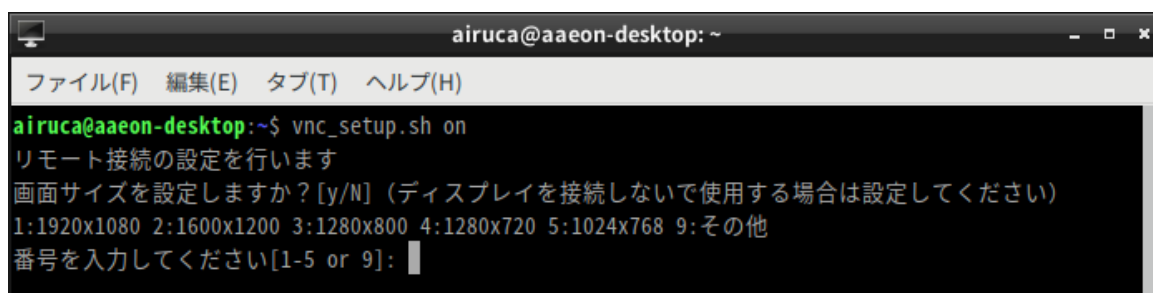 airuca@aaeon-desktop: ~
ファイル(F) 編集(E) タブ(T) ヘルプ(H)
airuca@aaeon-desktop:~$ vnc_setup.sh on
リモート接続の設定を行います
画面サイズを設定しますか？[y/N]（ディスプレイを接続しないで使用する場合は設定してください）
1:1920x1080 2:1600x1200 3:1280x800 4:1280x720 5:1024x768 9:その他
番号を入力してください[1-5 or 9]: